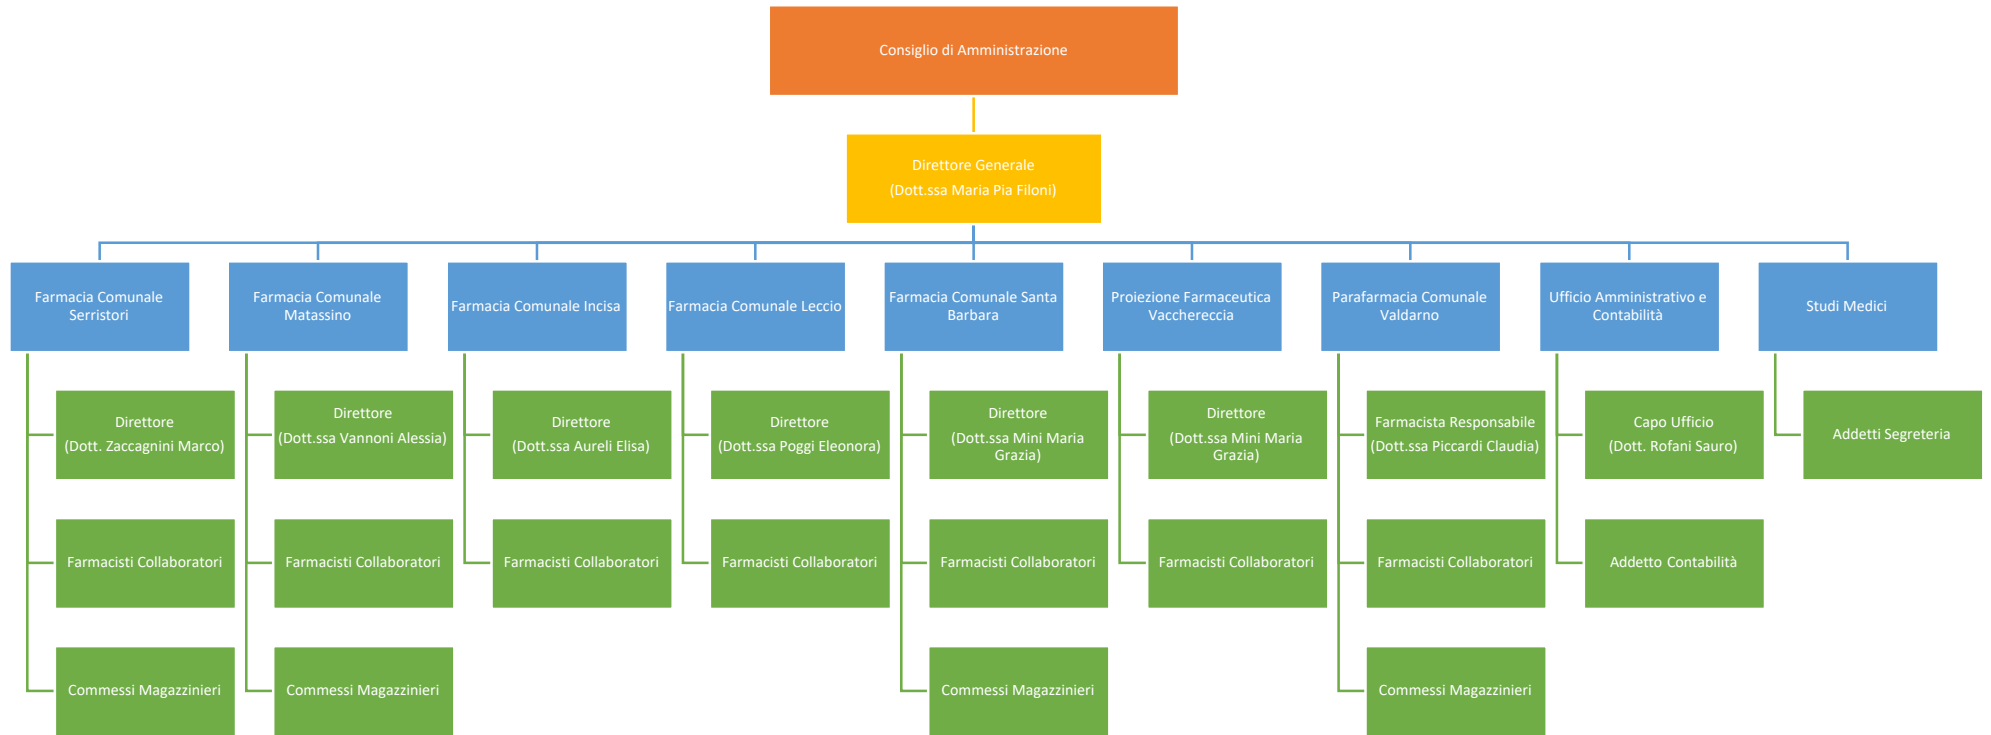 Consiglio di Amministrazione
Direttore Generale
(Dott.ssa Maria Pia Filoni)
Farmacia Comunale
Serristori
Farmacia Comunale
Matassino
Farmacia Comunale Incisa
Farmacia Comunale Leccio
Farmacia Comunale Santa
Barbara
Proiezione Farmaceutica
Vacchereccia
Parafarmacia Comunale
Valdarno
Ufficio Amministrativo e
Contabilità
Studi Medici
Direttore
(Dott. Zaccagnini Marco)
Direttore
(Dott.ssa Vannoni Alessia)
Direttore
(Dott.ssa Aureli Elisa)
Direttore
(Dott.ssa Poggi Eleonora)
Direttore
(Dott.ssa Mini Maria
Grazia)
Direttore
(Dott.ssa Mini Maria
Grazia)
Farmacista Responsabile
(Dott.ssa Piccardi Claudia)
Capo Ufficio
(Dott. Rofani Sauro)
Addetti Segreteria
Farmacisti Collaboratori
Farmacisti Collaboratori
Farmacisti Collaboratori
Farmacisti Collaboratori
Farmacisti Collaboratori
Farmacisti Collaboratori
Farmacisti Collaboratori
Addetto Contabilità
Commessi Magazzinieri
Commessi Magazzinieri
Commessi Magazzinieri
Commessi Magazzinieri